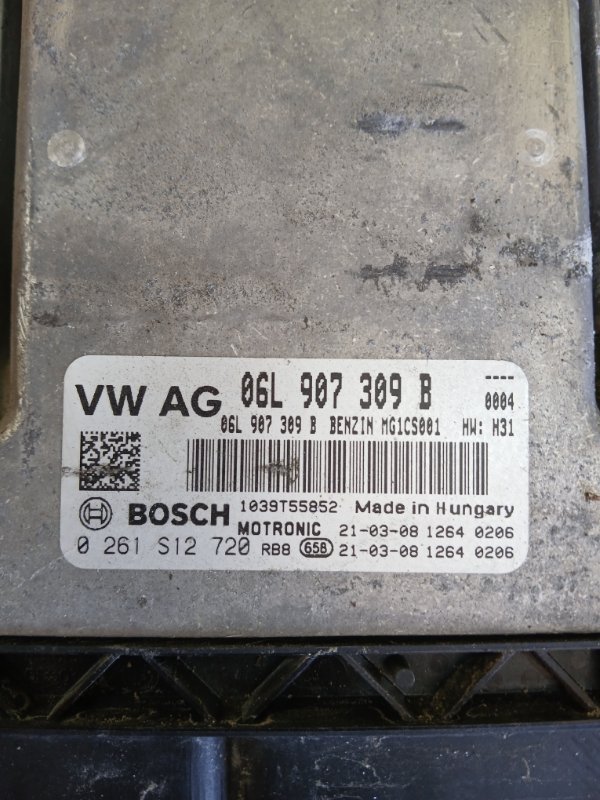 VW AG 06L 907 309 B ----
0004
06L 907 309 B BENZIN MG1CS001 HW: H31
BOSCH 1039T55852 Made in Hungary
MOTRONIC 21-03-08 1264 0206
0 261 S12 720 RB8 658 21-03-08 1264 0206